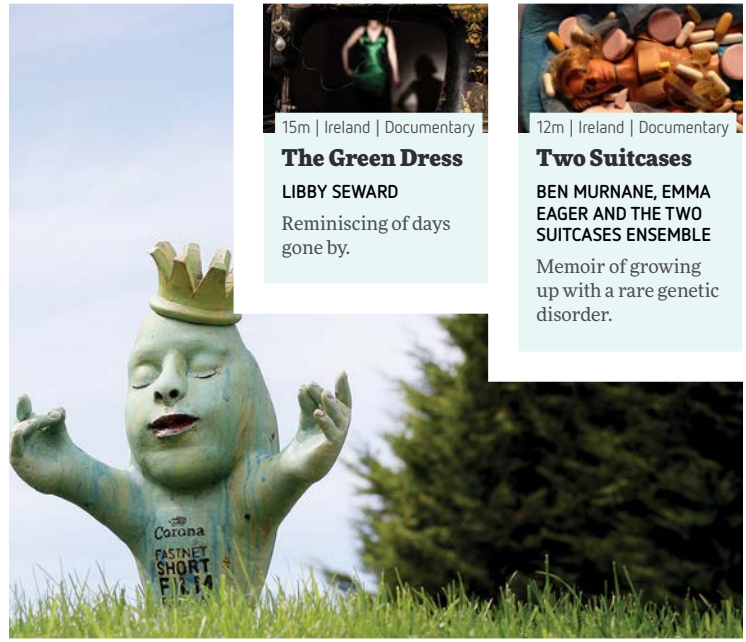 15m | Ireland | Documentary
The Green Dress
LIBBY SEWARD
Reminiscing of days
gone by.
12m | Ireland | Documentary
Two Suitcases
BEN MURNANE, EMMA
EAGER AND THE TWO
SUITCASES ENSEMBLE
Memoir of growing
up with a rare genetic
disorder.
Corona
FASTNET
SHORT
FILM